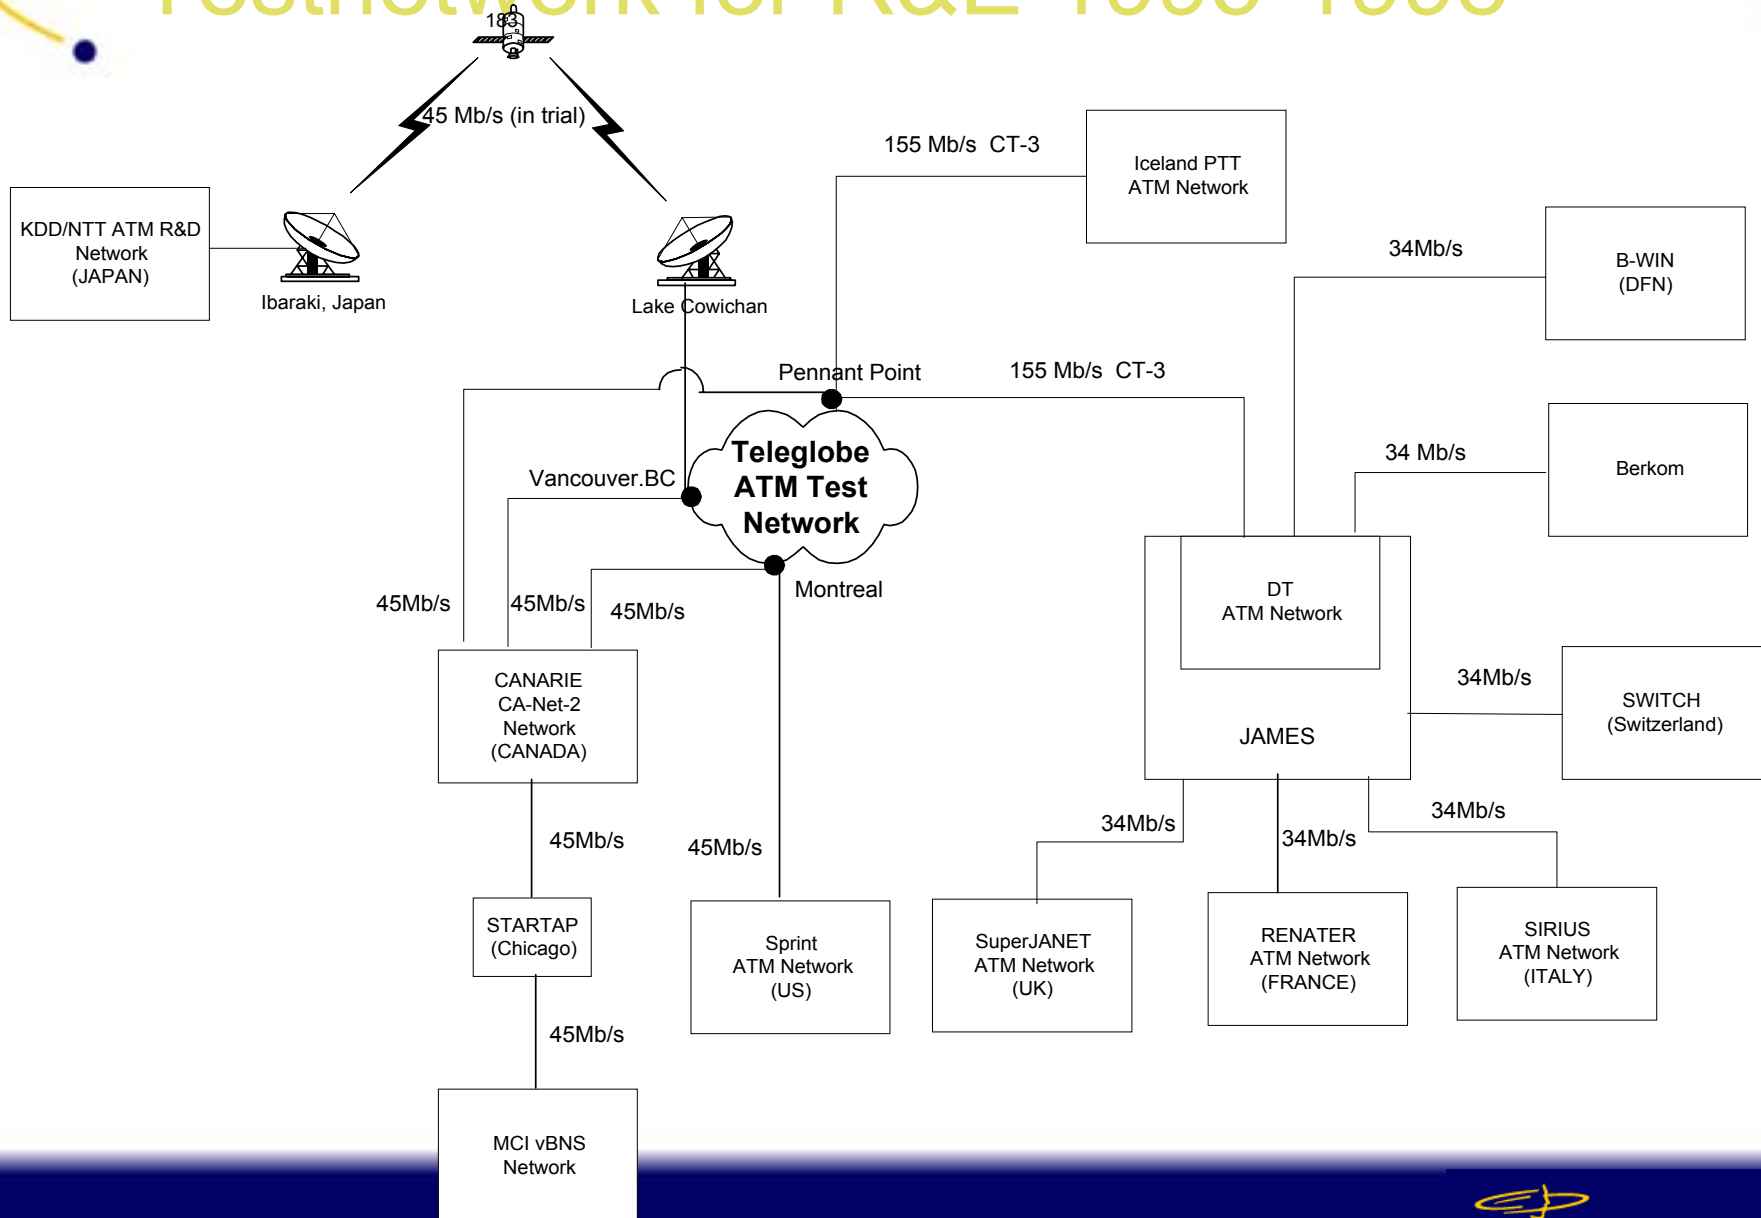 183
45 Mb/s (in trial)
155 Mb/s CT-3
Iceland PTT
ATM Network
KDD/NTT ATM R&D
Network
(JAPAN)
Ibaraki, Japan
Lake Cowichan
34Mb/s
B-WIN
(DFN)
Pennant Point
155 Mb/s CT-3
Teleglobe
ATM Test
Network
Vancouver.BC
34 Mb/s
Berkom
Montreal
45Mb/s
45Mb/s
45Mb/s
DT
ATM Network
CANARIE
CA-Net-2
Network
(CANADA)
JAMES
34Mb/s
SWITCH
(Switzerland)
45Mb/s
45Mb/s
34Mb/s
34Mb/s
34Mb/s
STARTAP
(Chicago)
Sprint
ATM Network
(US)
SuperJANET
ATM Network
(UK)
RENATER
ATM Network
(FRANCE)
SIRIUS
ATM Network
(ITALY)
45Mb/s
MCI vBNS
Network